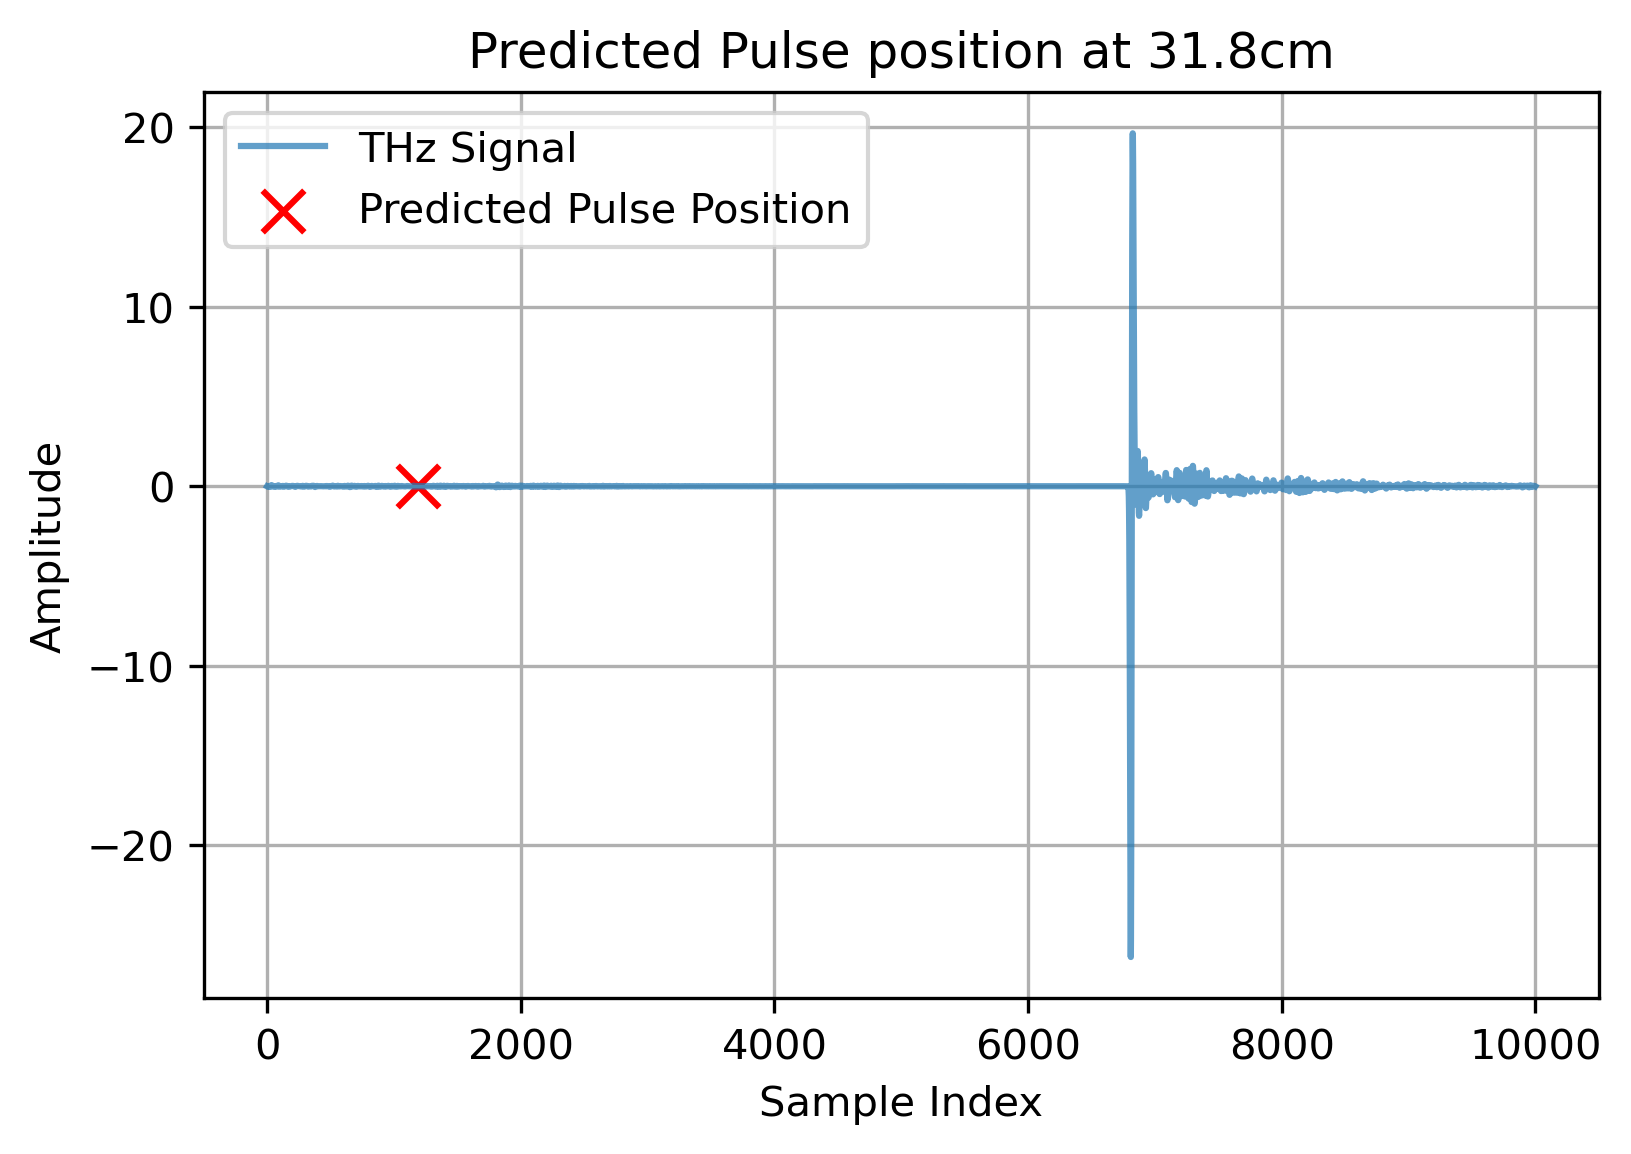 Predicted Pulse position at 31.8cm
THz Signal
Predicted Pulse Position
20
10
0
−10
−20
Amplitude
0 2000 4000 6000 8000 10000
Sample Index